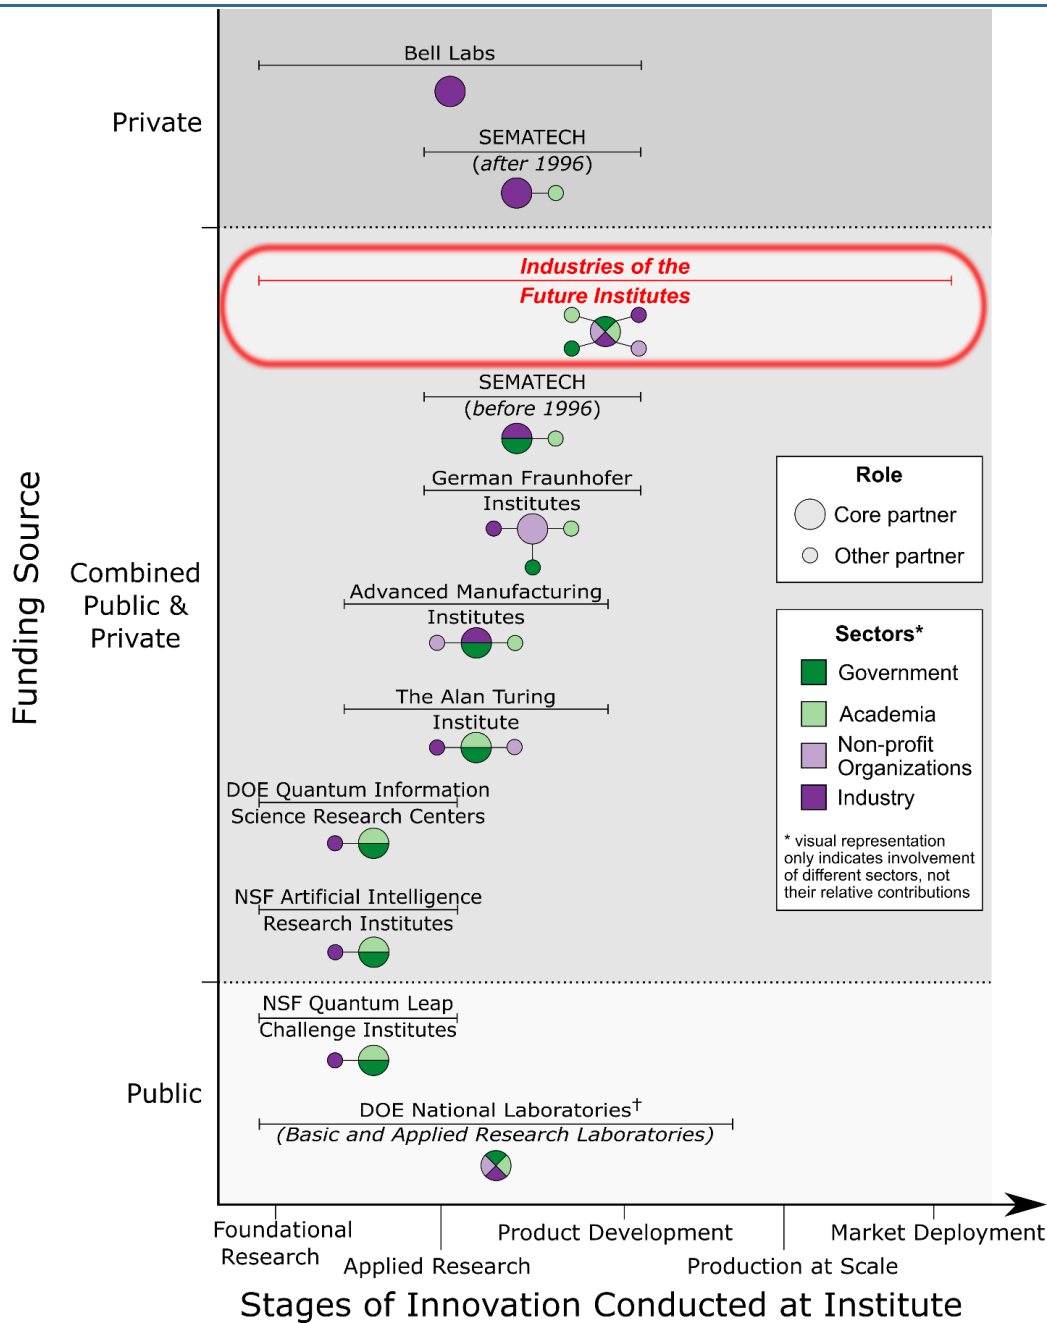 Bell Labs
Private
SEMATECH
(after 1996)
Industries of the
Future Institutes
SEMATECH
(before 1996)
German Fraunhofer
Institutes
Role
Core partner
Other partner
Funding Source
Combined
Public &
Private
Advanced Manufacturing
Institutes
Sectors*
Government
Academia
Non-profit
Organizations
Industry
* visual representation
only indicates involvement
of different sectors, not
their relative contributions
The Alan Turing
Institute
DOE Quantum Information
Science Research Centers
NSF Artificial Intelligence
Research Institutes
NSF Quantum Leap
Challenge Institutes
Public
DOE National Laboratories†
(Basic and Applied Research Laboratories)
Foundational
Research
Applied Research
Product Development
Production at Scale
Market Deployment
Stages of Innovation Conducted at Institute